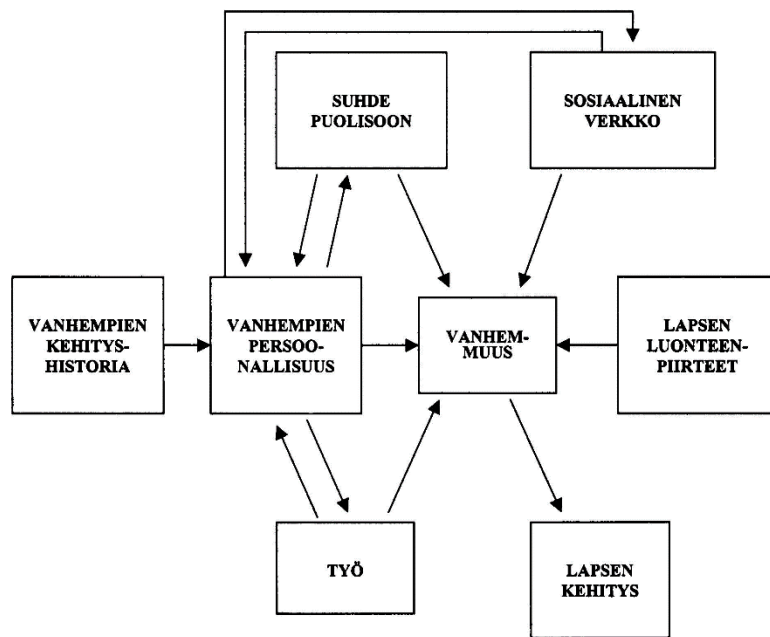 SUHDE
PUOLISOON
SOSIAALINEN
VERKKO
VANHEMPIEN
KEHITYS-
HISTORIA
VANHEMPIEN
PERSOO-
NALLISUUS
VANHEM-
MUUS
LAPSEN
LUONTEEN-
PIIRTEET
TYÖ
LAPSEN
KEHITYS